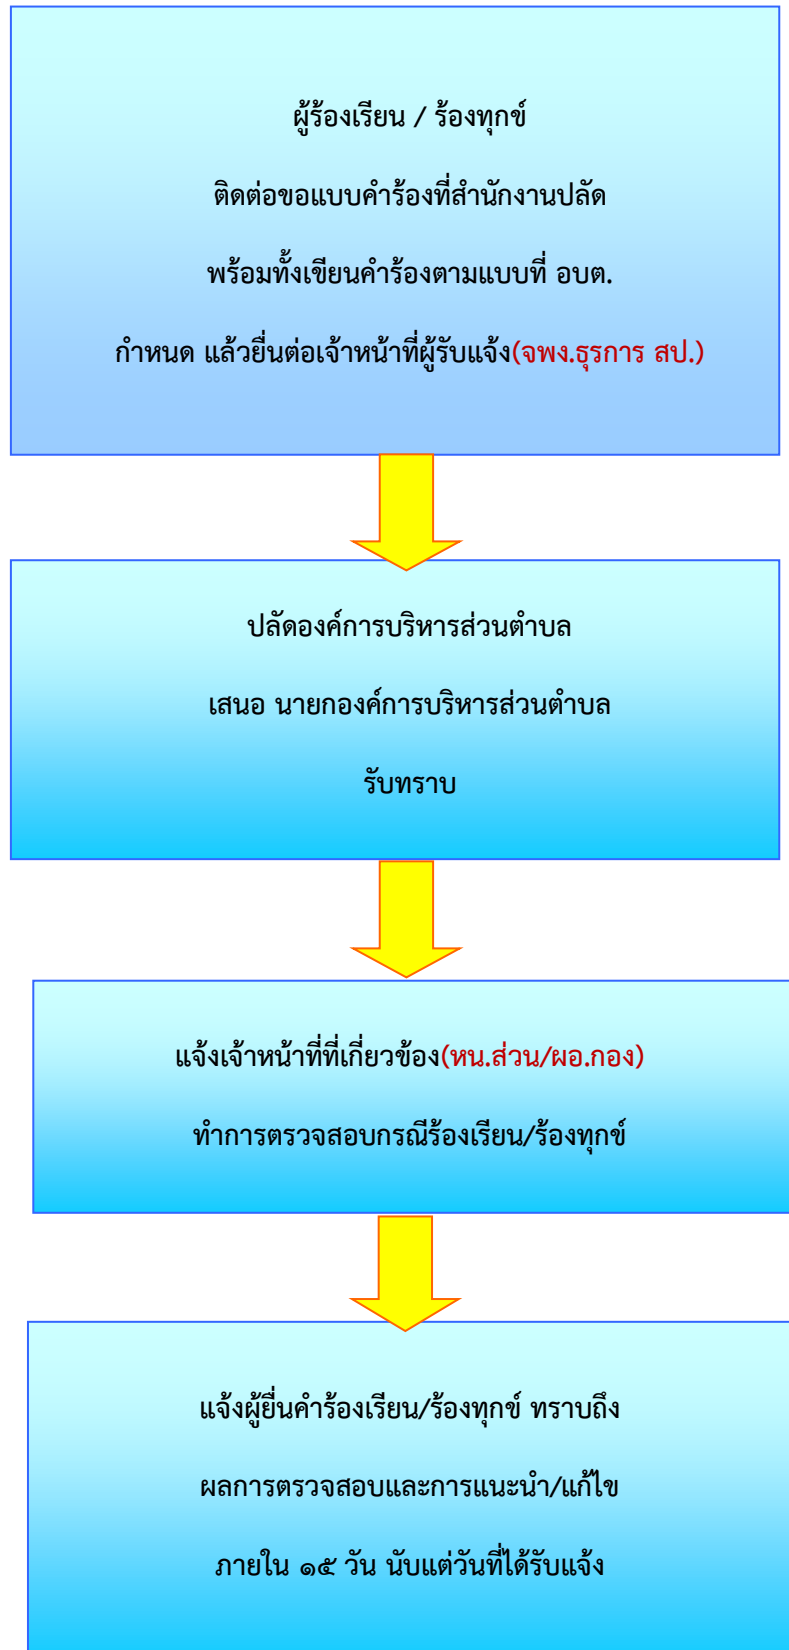 ผู้ร้องเรียน / ร้องทุกข์
ติดต่อขอแบบคำร้องที่สำนักงานปลัด
พร้อมทั้งเขียนคำร้องตามแบบที่ อบต.
กำหนด แล้วยื่นต่อเจ้าหน้าที่ผู้รับแจ้ง(จพง.ธุรการ สป.)
ปลัดองค์การบริหารส่วนตำบล
เสนอ นายกองค์การบริหารส่วนตำบล
รับทราบ
แจ้งเจ้าหน้าที่ที่เกี่ยวข้อง(หน.ส่วน/ผอ.กอง)
ทำการตรวจสอบกรณีร้องเรียน/ร้องทุกข์
แจ้งผู้ยื่นคำร้องเรียน/ร้องทุกข์ ทราบถึง
ผลการตรวจสอบและการแนะนำ/แก้ไข
ภายใน ๑๕ วัน นับแต่วันที่ได้รับแจ้ง